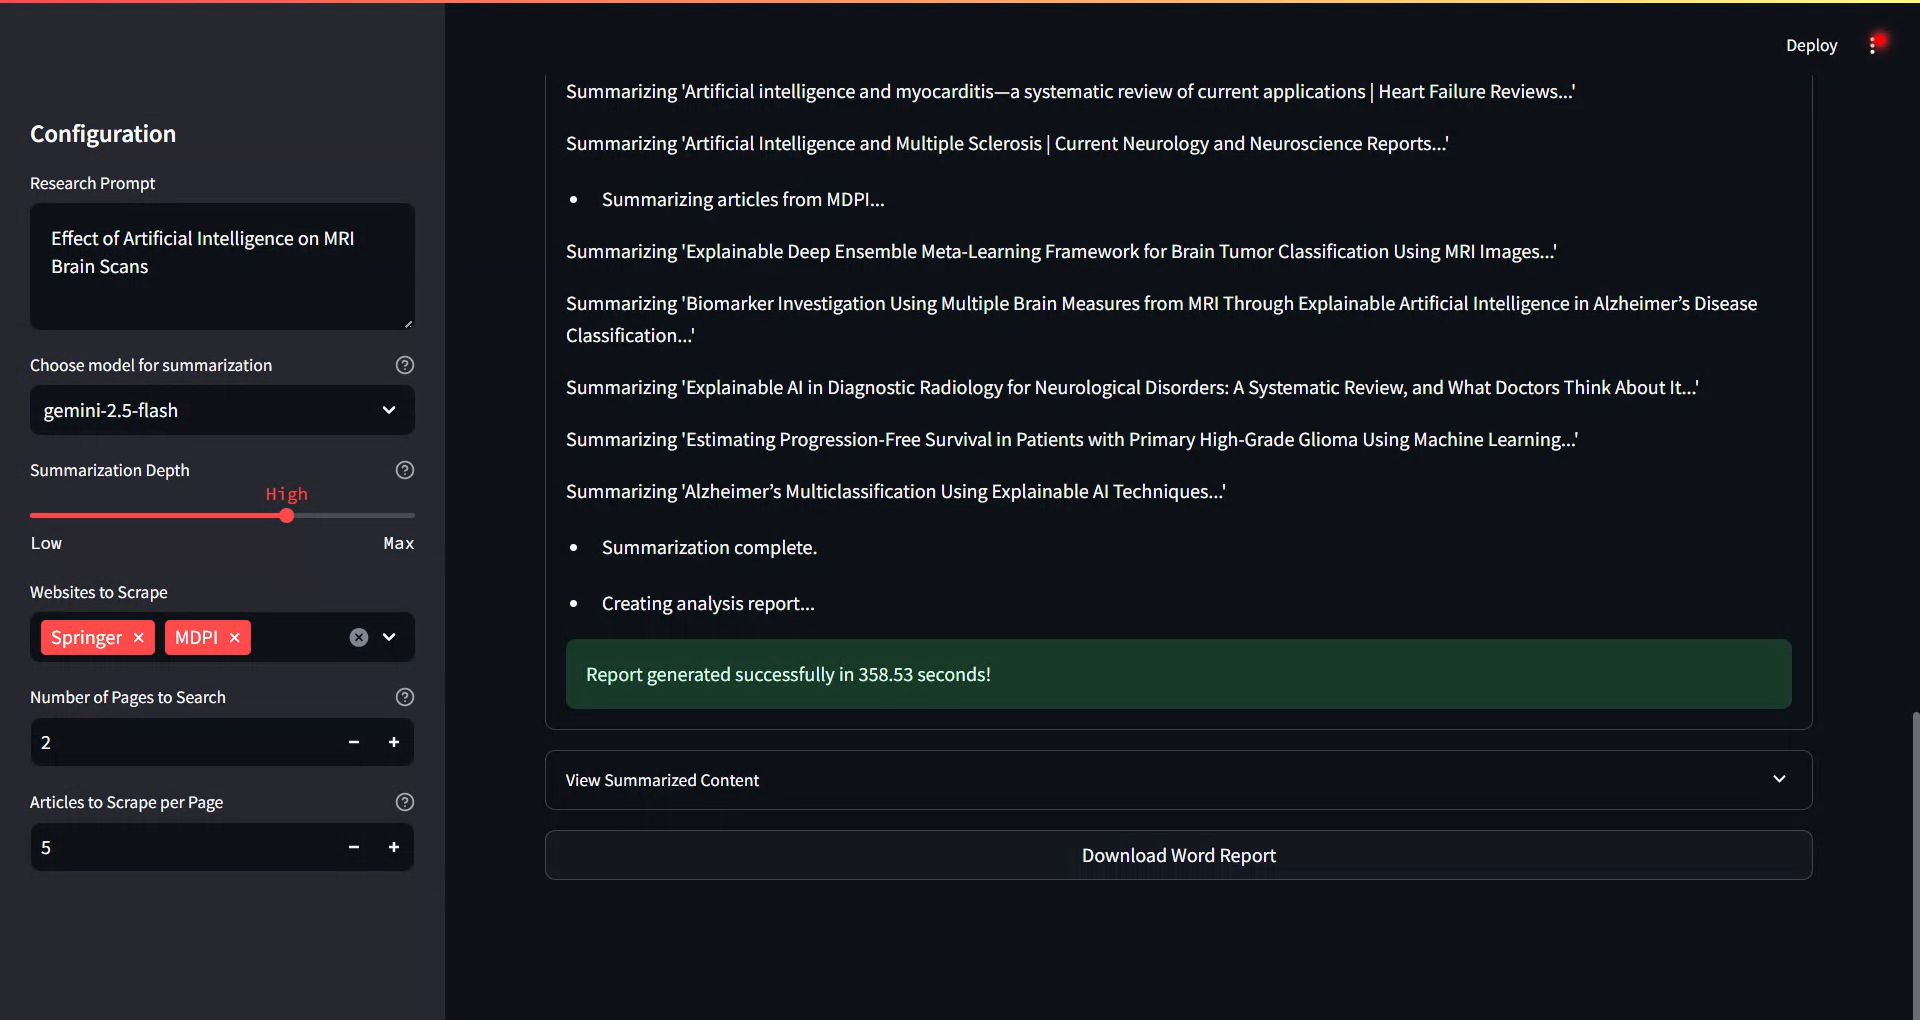 Deploy
Configuration
Research Prompt
Effect of Artificial Intelligence on MRI
Brain Scans
Choose model for summarization
gemini-2.5-flash
Summarization Depth
High
Low
Max
Websites to Scrape
Springer
MDPI
Number of Pages to Search
2
Articles to Scrape per Page
5
Summarizing 'Artificial intelligence and myocarditis—a systematic review of current applications | Heart Failure Reviews...'
Summarizing 'Artificial Intelligence and Multiple Sclerosis | Current Neurology and Neuroscience Reports...'
• Summarizing articles from MDPI...
Summarizing 'Explainable Deep Ensemble Meta-Learning Framework for Brain Tumor Classification Using MRI Images...'
Summarizing 'Biomarker Investigation Using Multiple Brain Measures from MRI Through Explainable Artificial Intelligence in Alzheimer’s Disease
Classification...'
Summarizing 'Explainable AI in Diagnostic Radiology for Neurological Disorders: A Systematic Review, and What Doctors Think About It...'
Summarizing 'Estimating Progression-Free Survival in Patients with Primary High-Grade Glioma Using Machine Learning...'
Summarizing 'Alzheimer’s Multiclassification Using Explainable AI Techniques...'
• Summarization complete.
• Creating analysis report...
Report generated successfully in 358.53 seconds!
View Summarized Content
Download Word Report